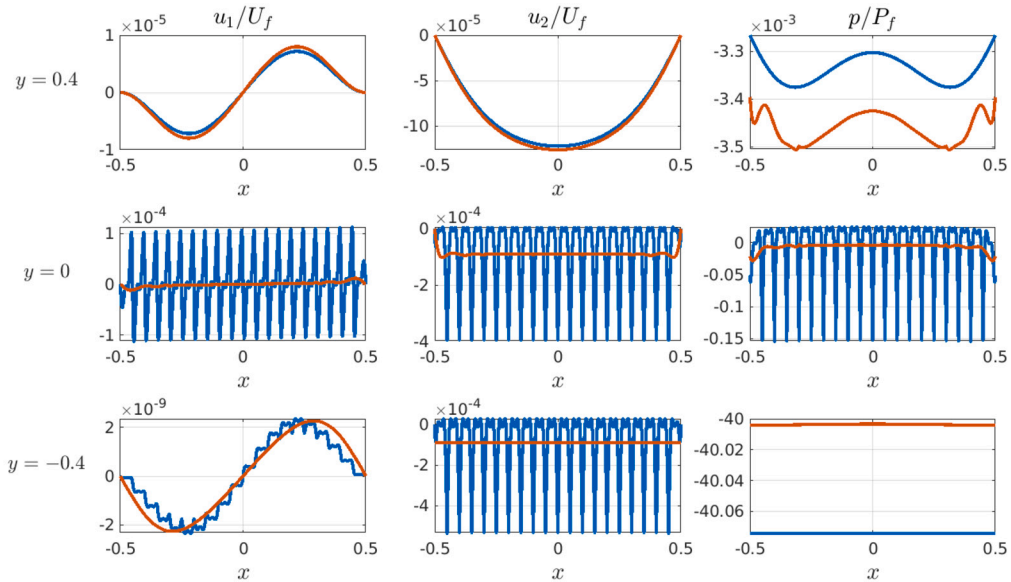 u₁/U_f
u₂/U_f
p/P_f
y = 0.4
×10⁻⁵
1
0
-1
-0.5 0 0.5
x
×10⁻⁵
0
-5
-10
-0.5 0 0.5
x
×10⁻³
-3.3
-3.4
-3.5
-0.5 0 0.5
x
y = 0
×10⁻⁴
1
0
-1
-0.5 0 0.5
x
×10⁻⁴
0
-2
-4
-0.5 0 0.5
x
0
-0.05
-0.1
-0.15
-0.5 0 0.5
x
y = −0.4
×10⁻⁹
2
0
-2
-0.5 0 0.5
x
×10⁻⁴
0
-2
-4
-0.5 0 0.5
x
-40
-40.02
-40.04
-40.06
-0.5 0 0.5
x